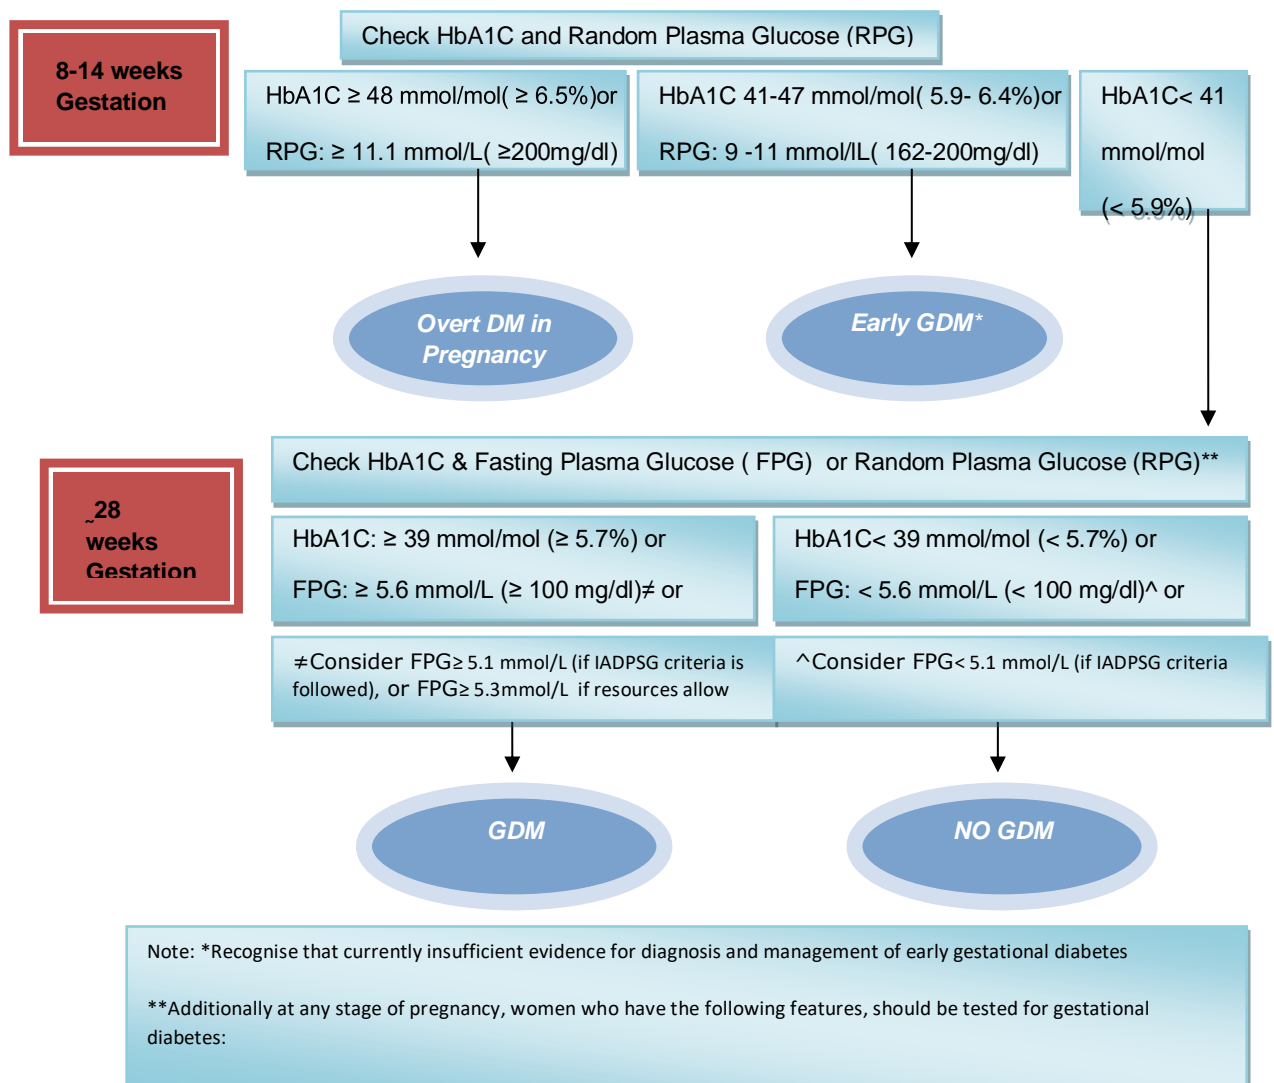 Check HbA1C and Random Plasma Glucose (RPG)
8-14 weeks
Gestation
HbA1C ≥ 48 mmol/mol( ≥ 6.5%)or
RPG: ≥ 11.1 mmol/L( ≥200mg/dl)
HbA1C 41-47 mmol/mol( 5.9- 6.4%)or
RPG: 9 -11 mmol/lL( 162-200mg/dl)
HbA1C< 41
mmol/mol
(< 5.9%)
Overt DM in
Pregnancy
Early GDM*
Check HbA1C & Fasting Plasma Glucose ( FPG) or Random Plasma Glucose (RPG)**
~28
weeks
Gestation
HbA1C: ≥ 39 mmol/mol (≥ 5.7%) or
FPG: ≥ 5.6 mmol/L (≥ 100 mg/dl)≠ or
HbA1C< 39 mmol/mol (< 5.7%) or
FPG: < 5.6 mmol/L (< 100 mg/dl)^ or
≠Consider FPG≥ 5.1 mmol/L (if IADPSG criteria is
followed), or FPG≥ 5.3mmol/L if resources allow
^Consider FPG< 5.1 mmol/L (if IADPSG criteria
GDM
NO GDM
Note: *Recognise that currently insufficient evidence for diagnosis and management of early gestational diabetes
**Additionally at any stage of pregnancy, women who have the following features, should be tested for gestational
diabetes: